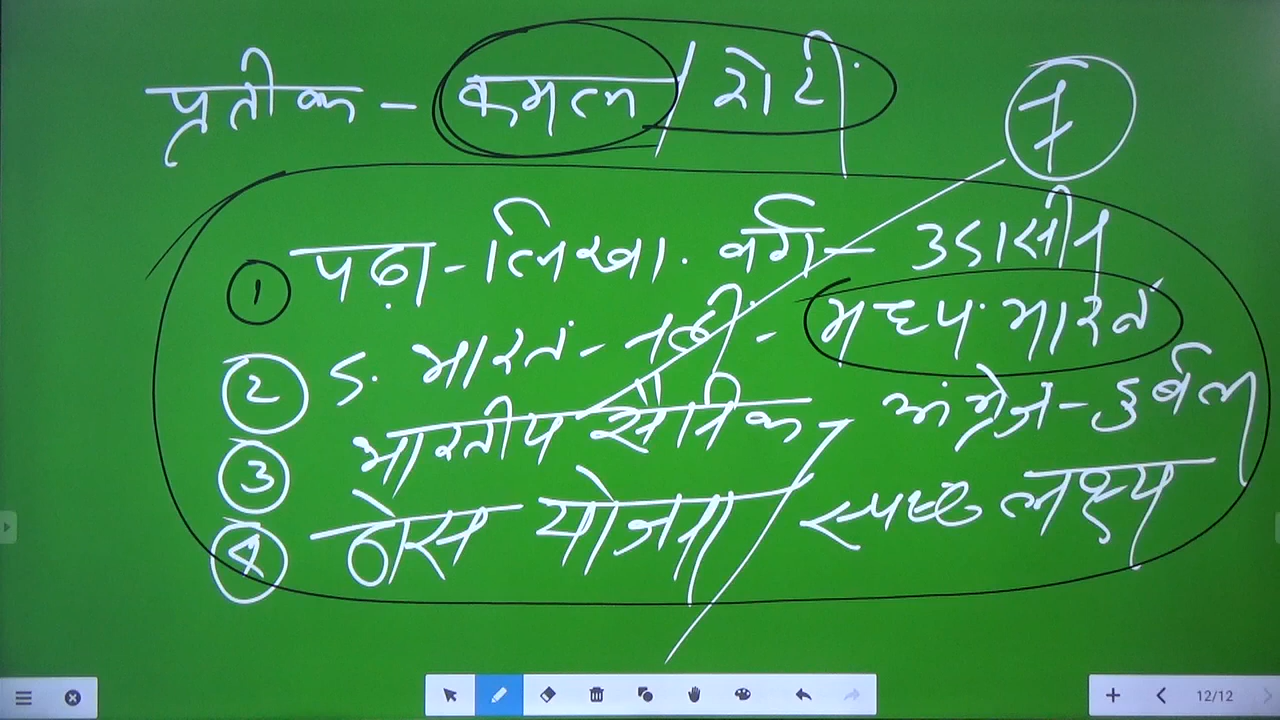 प्रतीक - कमल / रोटी
① पढ़ा - लिखा वर्ग - उदासीन
② द. भारत - नहीं - मध्य भारत
③ भारतीय सैनिक - अंग्रेज - दुर्बल
④ ठोस योजना / स्पष्ट लक्ष्य
12/12